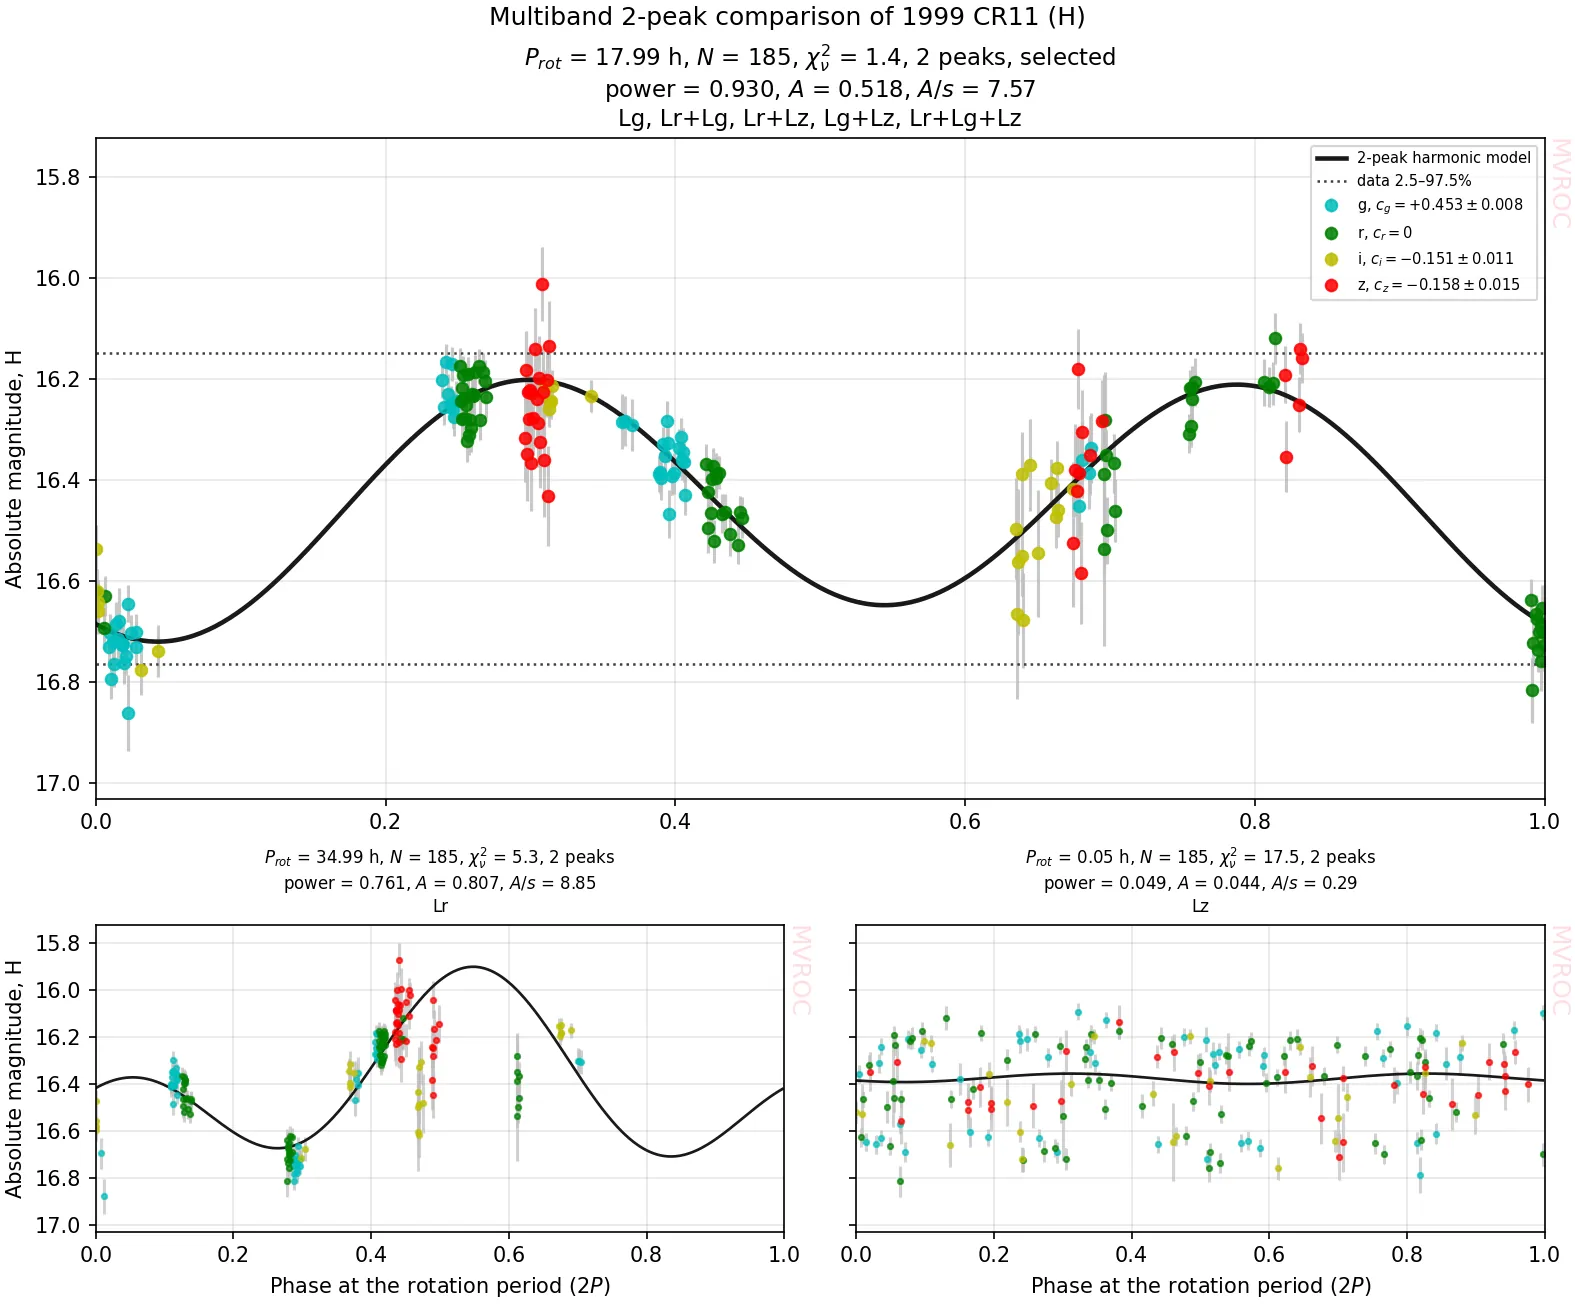 Multiband 2-peak comparison of 1999 CR11 (H)
P_rot = 17.99 h, N = 185, χ²_ν = 1.4, 2 peaks, selected
power = 0.930, A = 0.518, A/s = 7.57
Lg, Lr+Lg, Lr+Lz, Lg+Lz, Lr+Lg+Lz
2-peak harmonic model
data 2.5–97.5%
g, c_g = +0.453 ± 0.008
r, c_r = 0
i, c_i = −0.151 ± 0.011
z, c_z = −0.158 ± 0.015
MVROC
Absolute magnitude, H
15.8
16.0
16.2
16.4
16.6
16.8
17.0
0.0 0.2 0.4 0.6 0.8 1.0
P_rot = 34.99 h, N = 185, χ²_ν = 5.3, 2 peaks
power = 0.761, A = 0.807, A/s = 8.85
Lr
MVROC
Absolute magnitude, H
15.8
16.0
16.2
16.4
16.6
16.8
17.0
0.0 0.2 0.4 0.6 0.8 1.0
Phase at the rotation period (2P)
P_rot = 0.05 h, N = 185, χ²_ν = 17.5, 2 peaks
power = 0.049, A = 0.044, A/s = 0.29
Lz
MVROC
0.0 0.2 0.4 0.6 0.8 1.0
Phase at the rotation period (2P)